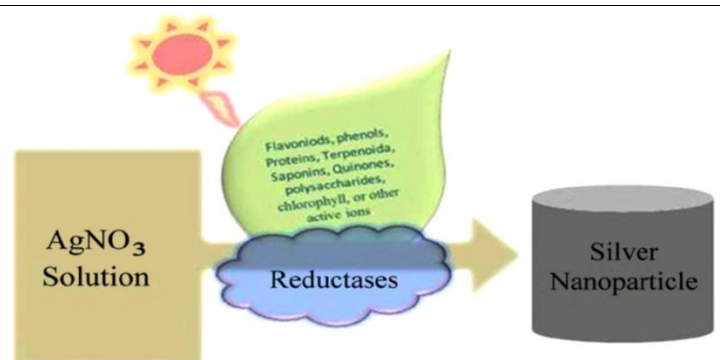 AgNO₃
Solution
Flavoniods, phenols,
Proteins, Terpenoida,
Saponins, Quinones,
polysaccharides,
chlorophyll, or other
active ions
Reductases
Silver
Nanoparticle